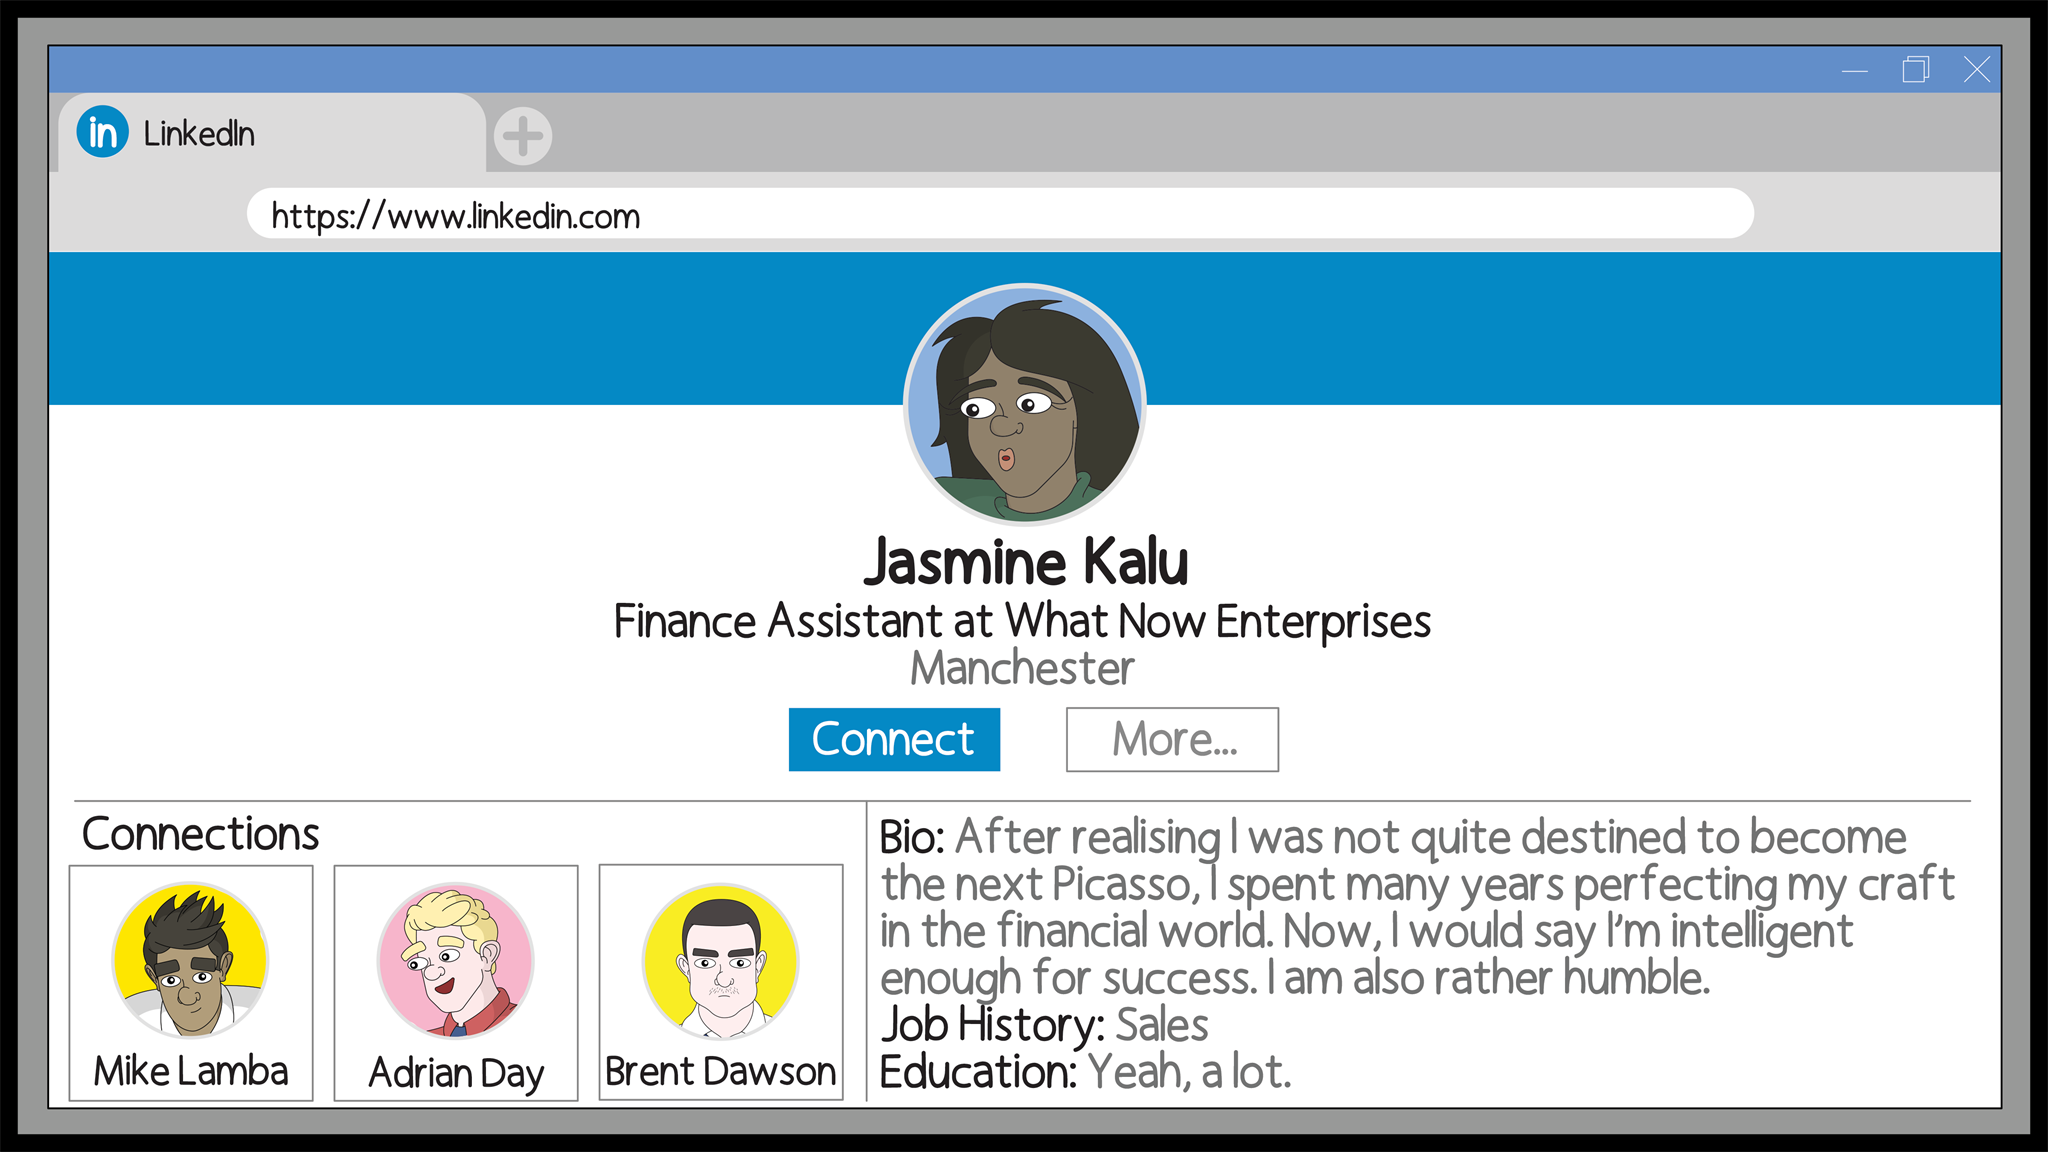 in LinkedIn
https://www.linkedin.com
Jasmine Kalu
Finance Assistant at What Now Enterprises
Manchester
Connect
More...
Connections
Mike Lamba
Adrian Day
Brent Dawson
Bio: After realising I was not quite destined to become
the next Picasso, I spent many years perfecting my craft
in the financial world. Now, I would say I'm intelligent
enough for success. I am also rather humble.
Job History: Sales
Education: Yeah, a lot.